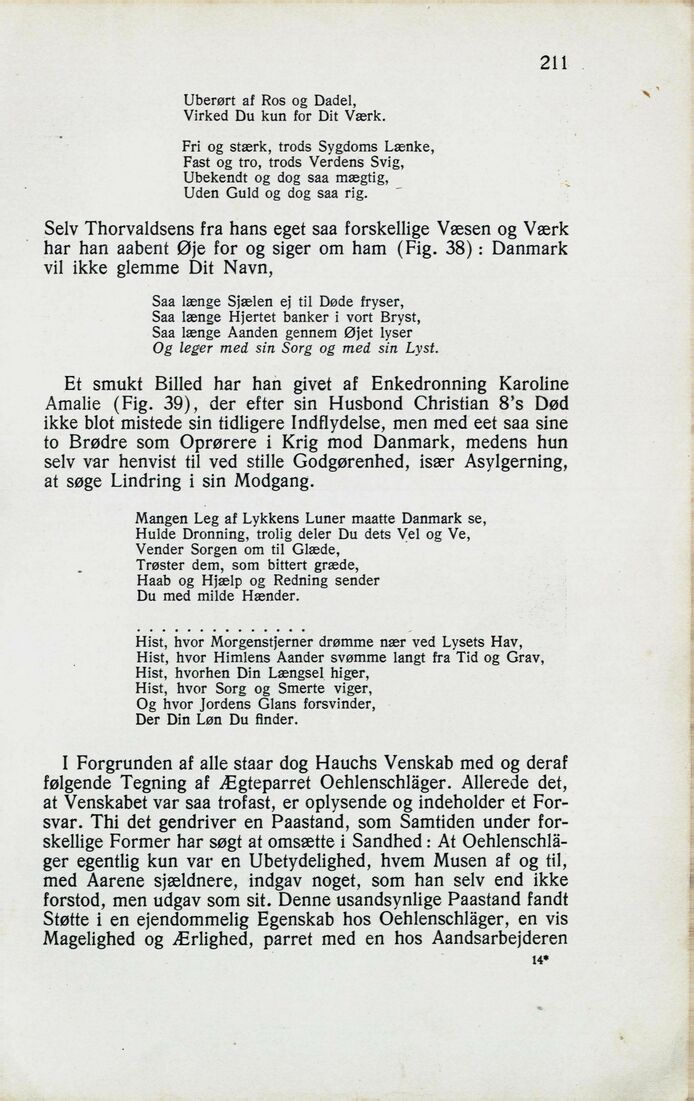 211
Uberørt af Ros og Dadel,
Virked Du kun for Dit Værk.
Fri og stærk, trods Sygdoms Lænke,
Fast og tro, trods Verdens Svig,
Ubekendt og dog saa mægtig,
Uden Guld og dog saa rig.
Selv Thorvaldsens fra hans eget saa forskellige Væsen og Værk
har han aabent Øje for og siger om ham (Fig. 38) : Danmark
vil ikke glemme Dit Navn,
Saa længe Sjælen ej til Døde fryser,
Saa længe Hjertet banker i vort Bryst,
Saa længe Aanden gennem Øjet lyser
Og leger med sin Sorg og med sin Lyst.
Et smukt Billed har han givet af Enkedronning Karoline
Amalie (Fig. 39), der efter sin Husbond Christian 8's Død
ikke blot mistede sin tidligere Indflydelse, men med eet saa sine
to Brødre som Oprørere i Krig mod Danmark, medens hun
selv var henvist til ved stille Godgørenhed, især Asylgerning,
at søge Lindring i sin Modgang.
Mangen Leg af Lykkens Luner maatte Danmark se,
Hulde Dronning, trolig deler Du dets Vel og Ve,
Vender Sorgen om til Glæde,
Trøster dem, som bittert græde,
Haab og Hjælp og Redning sender
Du med milde Hænder.
. . . . . . . . . . . . . .
Hist, hvor Morgenstjerner drømme nær ved Lysets Hav,
Hist, hvor Himlens Aander svømme langt fra Tid og Grav,
Hist, hvorhen Din Længsel higer,
Hist, hvor Sorg og Smerte viger,
Og hvor Jordens Glans forsvinder,
Der Din Løn Du finder.
I Forgrunden af alle staar dog Hauchs Venskab med og deraf
følgende Tegning af Ægteparret Oehlenschläger. Allerede det,
at Venskabet var saa trofast, er oplysende og indeholder et For-
svar. Thi det gendriver en Paastand, som Samtiden under for-
skellige Former har søgt at omsætte i Sandhed : At Oehlenschlä-
ger egentlig kun var en Ubetydelighed, hvem Musen af og til,
med Aarene sjældnere, indgav noget, som han selv end ikke
forstod, men udgav som sit. Denne usandsynlige Paastand fandt
Støtte i en ejendommelig Egenskab hos Oehlenschläger, en vis
Magelighed og Ærlighed, parret med en hos Aandsarbejderen
14*